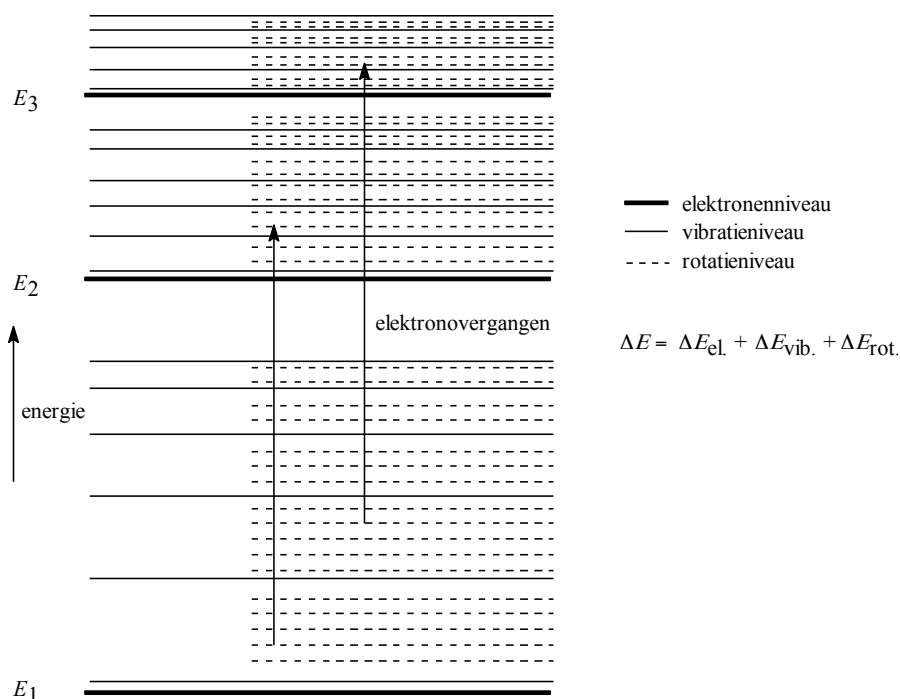 E3
elektronenniveau
vibratieniveau
rotatieniveau
E2
elektronovergangen
ΔE = ΔEel. + ΔEvib. + ΔErot.
energie
E1